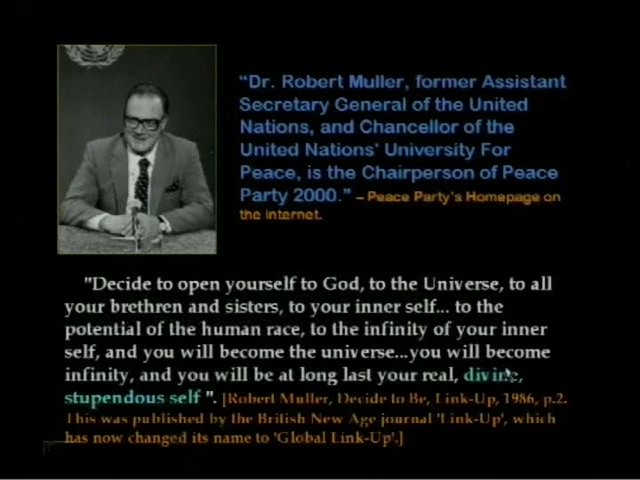 “Dr. Robert Muller, former Assistant
Secretary General of the United
Nations, and Chancellor of the
United Nations' University For
Peace, is the Chairperson of Peace
Party 2000.” – Peace Party's Homepage on
the internet.
"Decide to open yourself to God, to the Universe, to all
your brethren and sisters, to your inner self... to the
potential of the human race, to the infinity of your inner
self, and you will become the universe...you will become
infinity, and you will be at long last your real, divine,
stupendous self ". [Robert Muller, Decide to Be, Link-Up, 1986, p.2.
This was published by the British New Age journal 'Link-Up', which
has now changed its name to 'Global Link-Up'.]